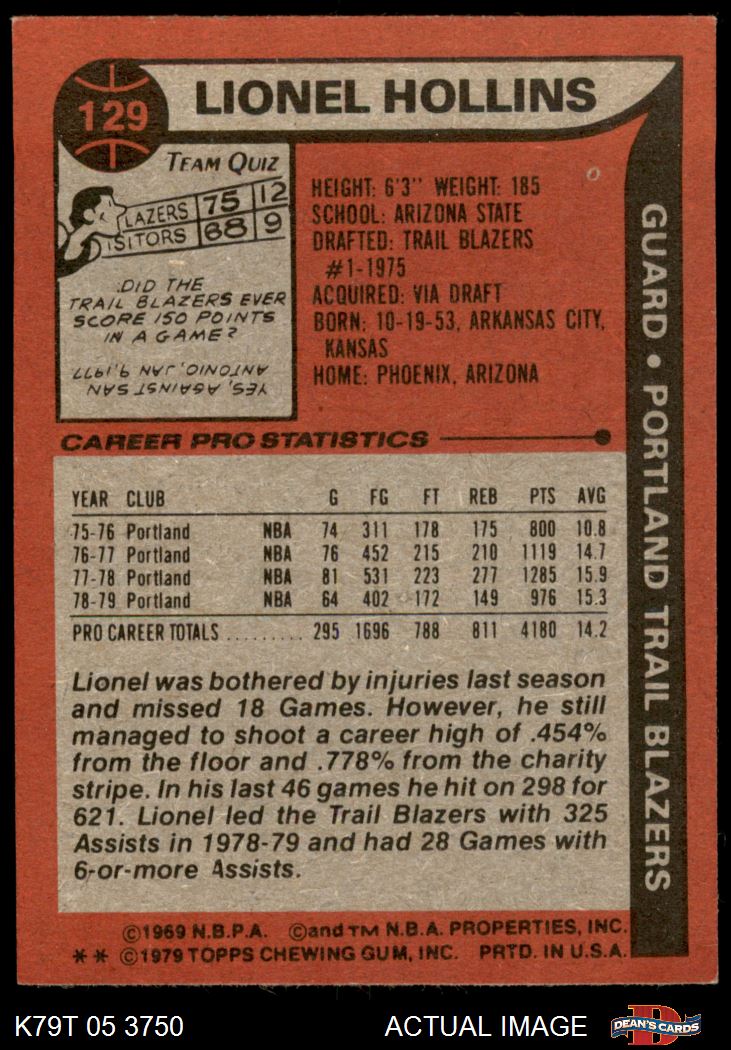 129
LIONEL HOLLINS
TEAM QUIZ
LAZERS 75 12
ISITORS 68 9
DID THE
TRAIL BLAZERS EVER
SCORE 150 POINTS
IN A GAME?
YES, AGAINST SAN
ANTONIO, JAN 9, 1977
HEIGHT: 6'3" WEIGHT: 185
SCHOOL: ARIZONA STATE
DRAFTED: TRAIL BLAZERS
#1-1975
ACQUIRED: VIA DRAFT
BORN: 10-19-53, ARKANSAS CITY,
KANSAS
HOME: PHOENIX, ARIZONA
GUARD • PORTLAND TRAIL BLAZERS
CAREER PRO STATISTICS
YEAR CLUB G FG FT REB PTS AVG
75-76 Portland NBA 74 311 178 175 800 10.8
76-77 Portland NBA 76 452 215 210 1119 14.7
77-78 Portland NBA 81 531 223 277 1285 15.9
78-79 Portland NBA 64 402 172 149 976 15.3
PRO CAREER TOTALS ......... 295 1696 788 811 4180 14.2
Lionel was bothered by injuries last season
and missed 18 Games. However, he still
managed to shoot a career high of .454%
from the floor and .778% from the charity
stripe. In his last 46 games he hit on 298 for
621. Lionel led the Trail Blazers with 325
Assists in 1978-79 and had 28 Games with
6-or-more Assists.
©1969 N.B.P.A. ©and TM N.B.A. PROPERTIES, INC.
** ©1979 TOPPS CHEWING GUM, INC. PRTD. IN U.S.A.
K79T 05 3750 ACTUAL IMAGE
D
DEAN'S CARDS